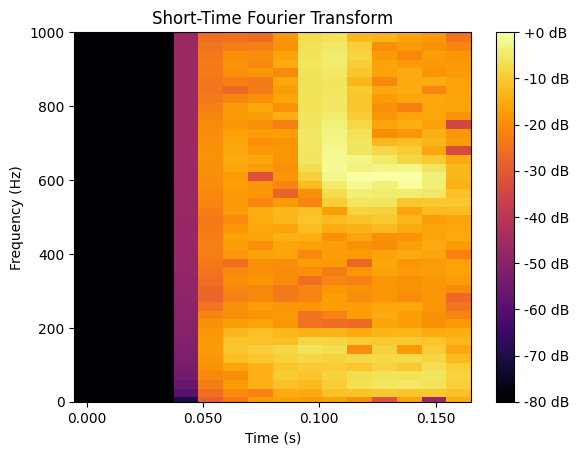 Short-Time Fourier Transform
Frequency (Hz)
1000
800
600
400
200
0
0.000
0.050
0.100
0.150
Time (s)
+0 dB
-10 dB
-20 dB
-30 dB
-40 dB
-50 dB
-60 dB
-70 dB
-80 dB